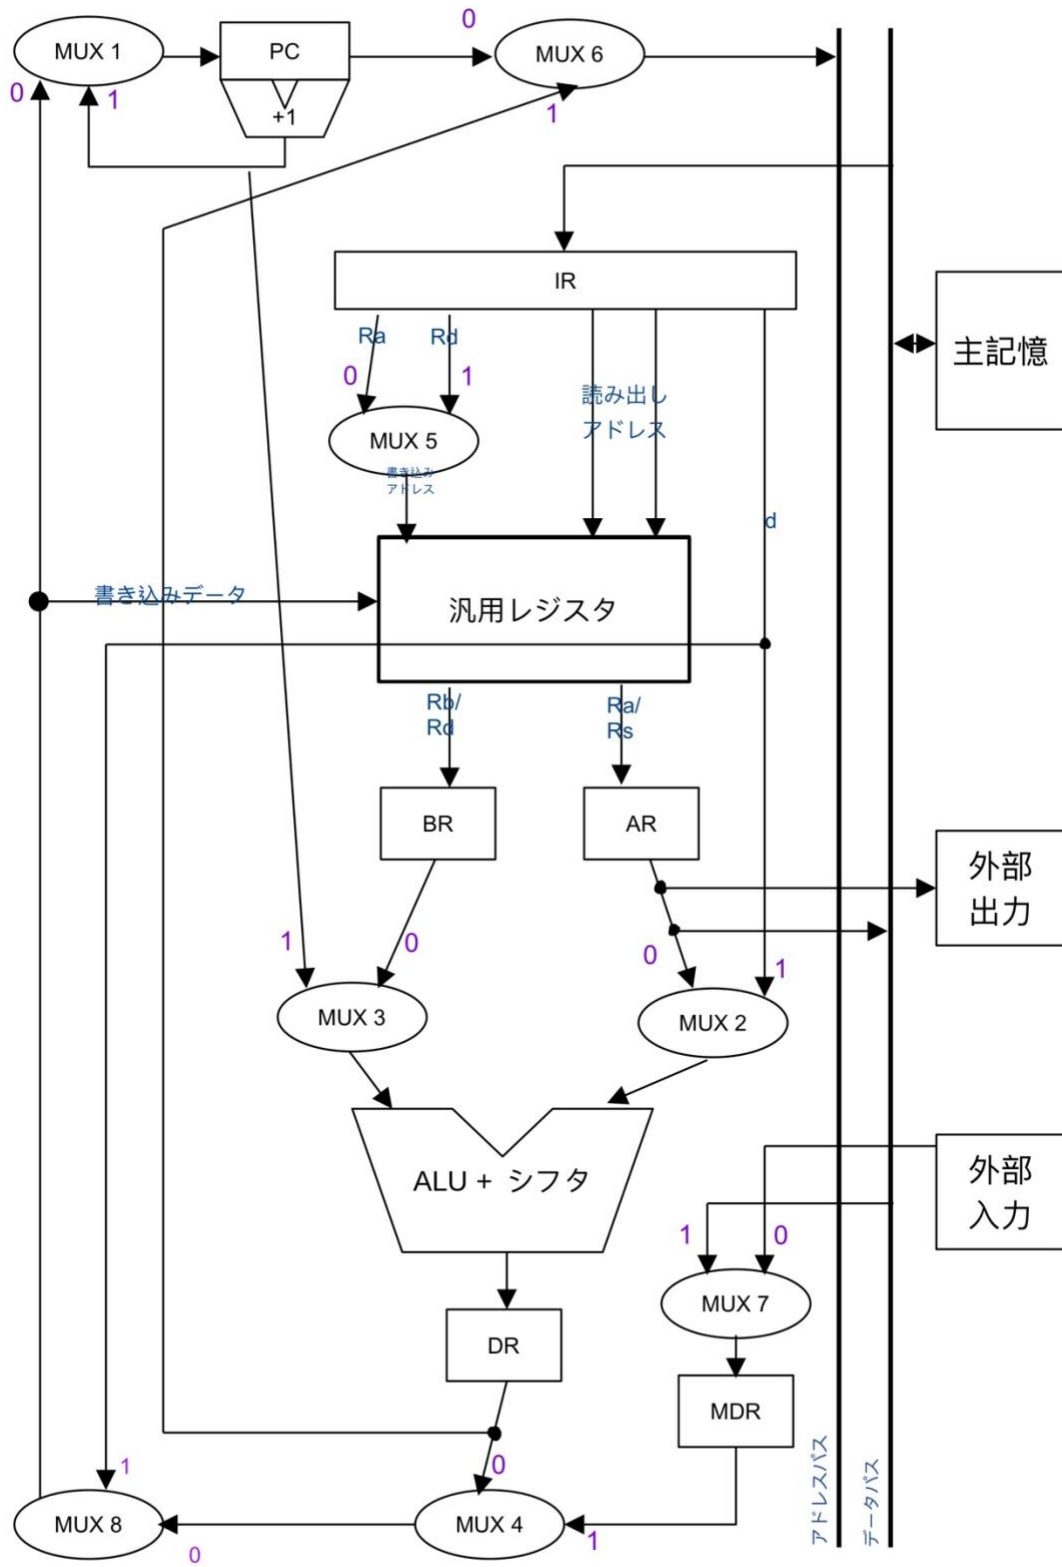 0
MUX 1
PC
MUX 6
0
1
+1
1
IR
Ra
Rd
0
1
読み出し
アドレス
主記憶
MUX 5
書き込み
アドレス
d
書き込みデータ
汎用レジスタ
Rb/
Rd
Ra/
Rs
BR
AR
外部
出力
1
0
0
1
MUX 3
MUX 2
ALU + シフタ
外部
入力
1
0
MUX 7
DR
MDR
アドレスバス
データバス
0
1
MUX 8
MUX 4
1
0